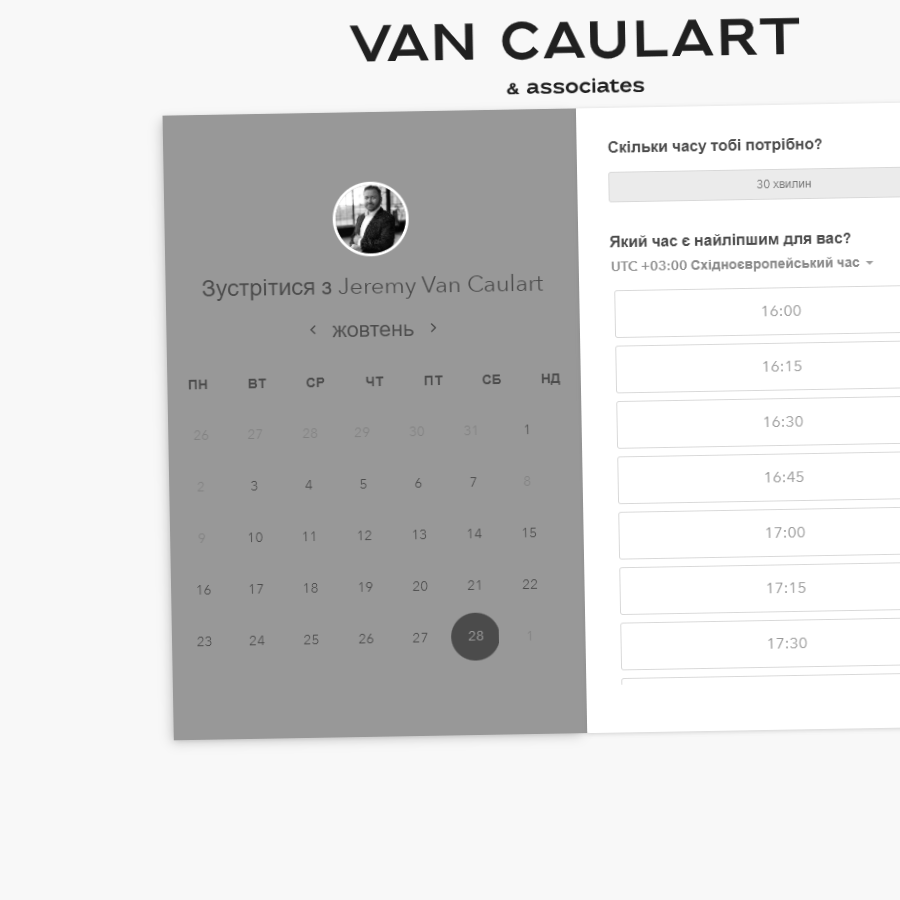 VAN CAULART
& associates
Зустрітися з Jeremy Van Caulart
жовтень
ПН ВТ СР ЧТ ПТ СБ НД
26 27 28 29 30 31 1
2 3 4 5 6 7 8
9 10 11 12 13 14 15
16 17 18 19 20 21 22
23 24 25 26 27 28 1
Скільки часу тобі потрібно?
30 хвилин
Який час є найліпшим для вас?
UTC +03:00 Східноєвропейський час
16:00
16:15
16:30
16:45
17:00
17:15
17:30